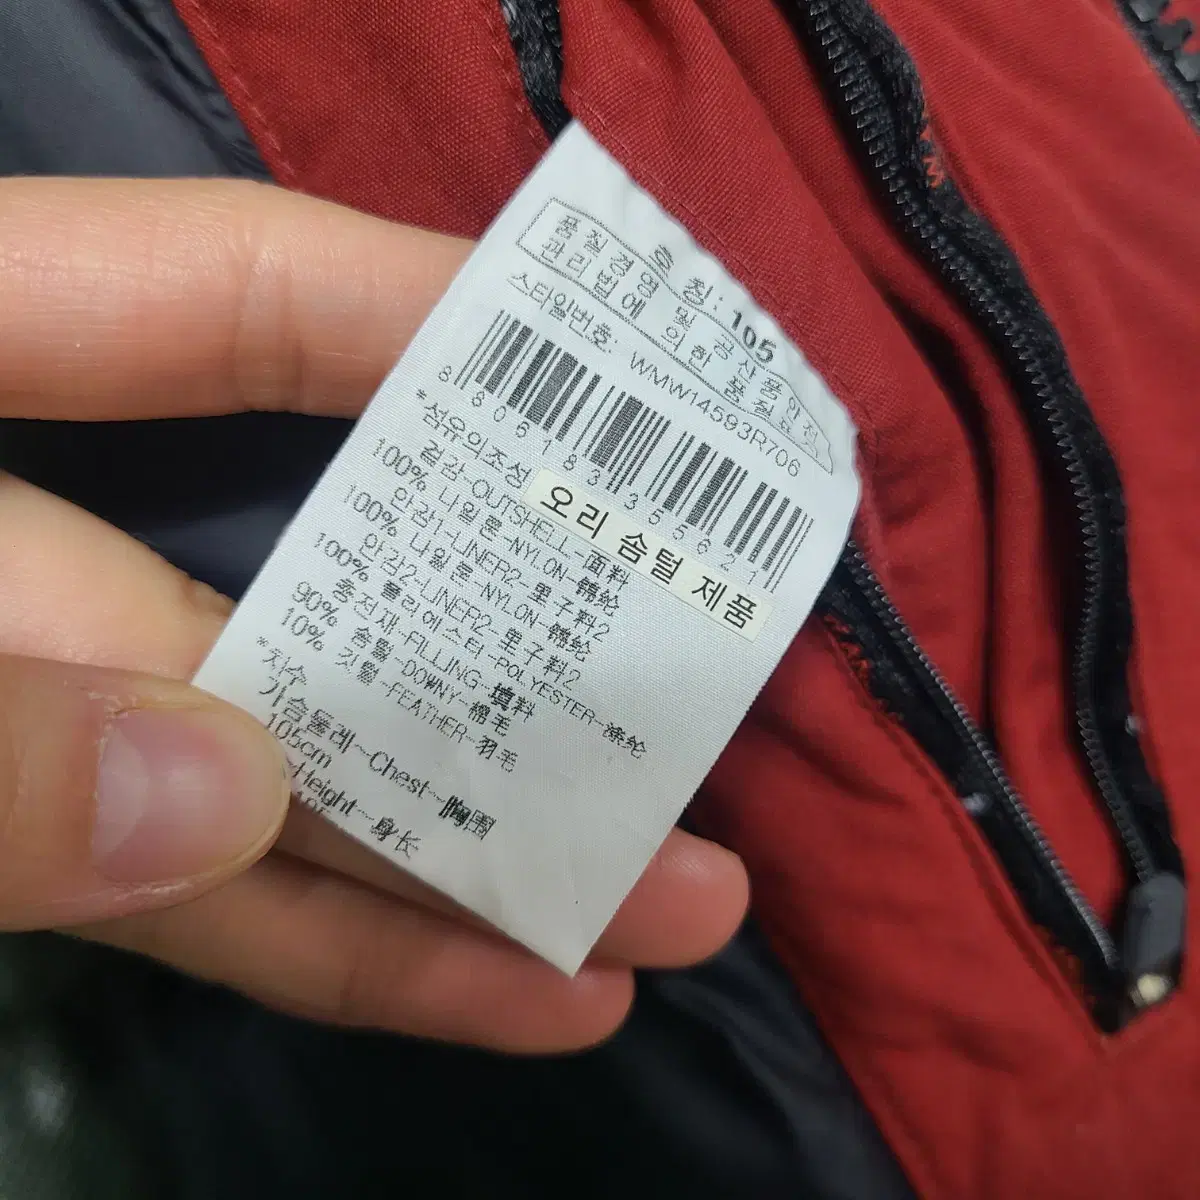 호 칭: 105
품질경영 및 공산품안전
관리법에 의한 품질표
스타일번호: WMW14593R706
8 806183 355621
*섬유의조성
오리 솜털 제품
겉감-OUTSHELL-面料
100% 나일론-NYLON-锦纶
안감1-LINER2-里子料2
100% 나일론-NYLON-锦纶
안감2-LINER2-里子料2
100% 폴리에스터-POLYESTER-涤纶
충전재-FILLING-填料
90% 솜털-DOWNY-棉毛
10% 깃털-FEATHER-羽毛
*치수
가슴둘레-Chest-胸围
105cm
-Height-身长